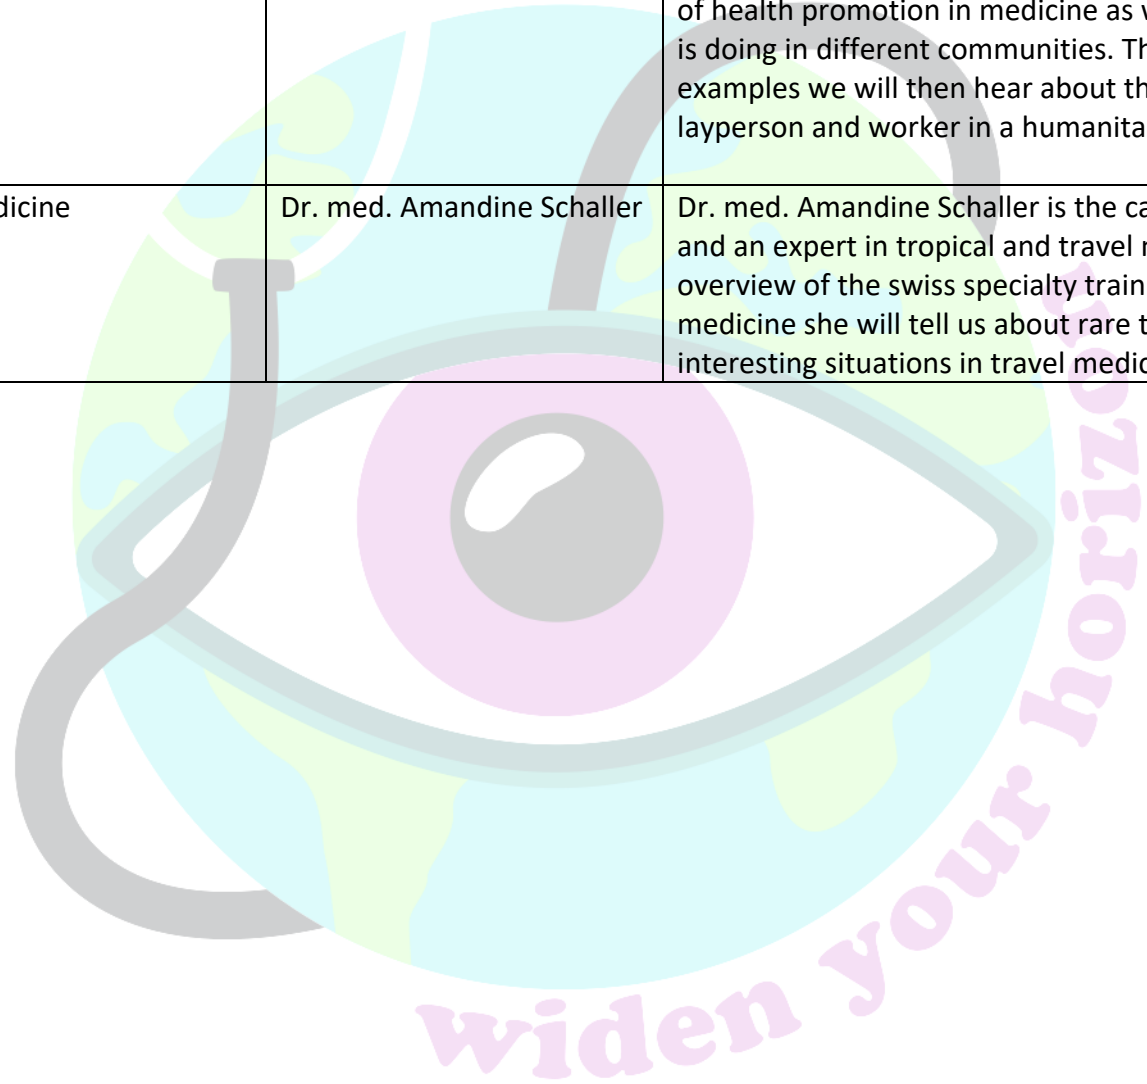 of health promotion in medicine as w
is doing in different communities. Th
examples we will then hear about th
layperson and worker in a humanita
dicine
Dr. med. Amandine Schaller
Dr. med. Amandine Schaller is the ca
and an expert in tropical and travel m
overview of the swiss specialty train
medicine she will tell us about rare t
interesting situations in travel medic
widen your horizon